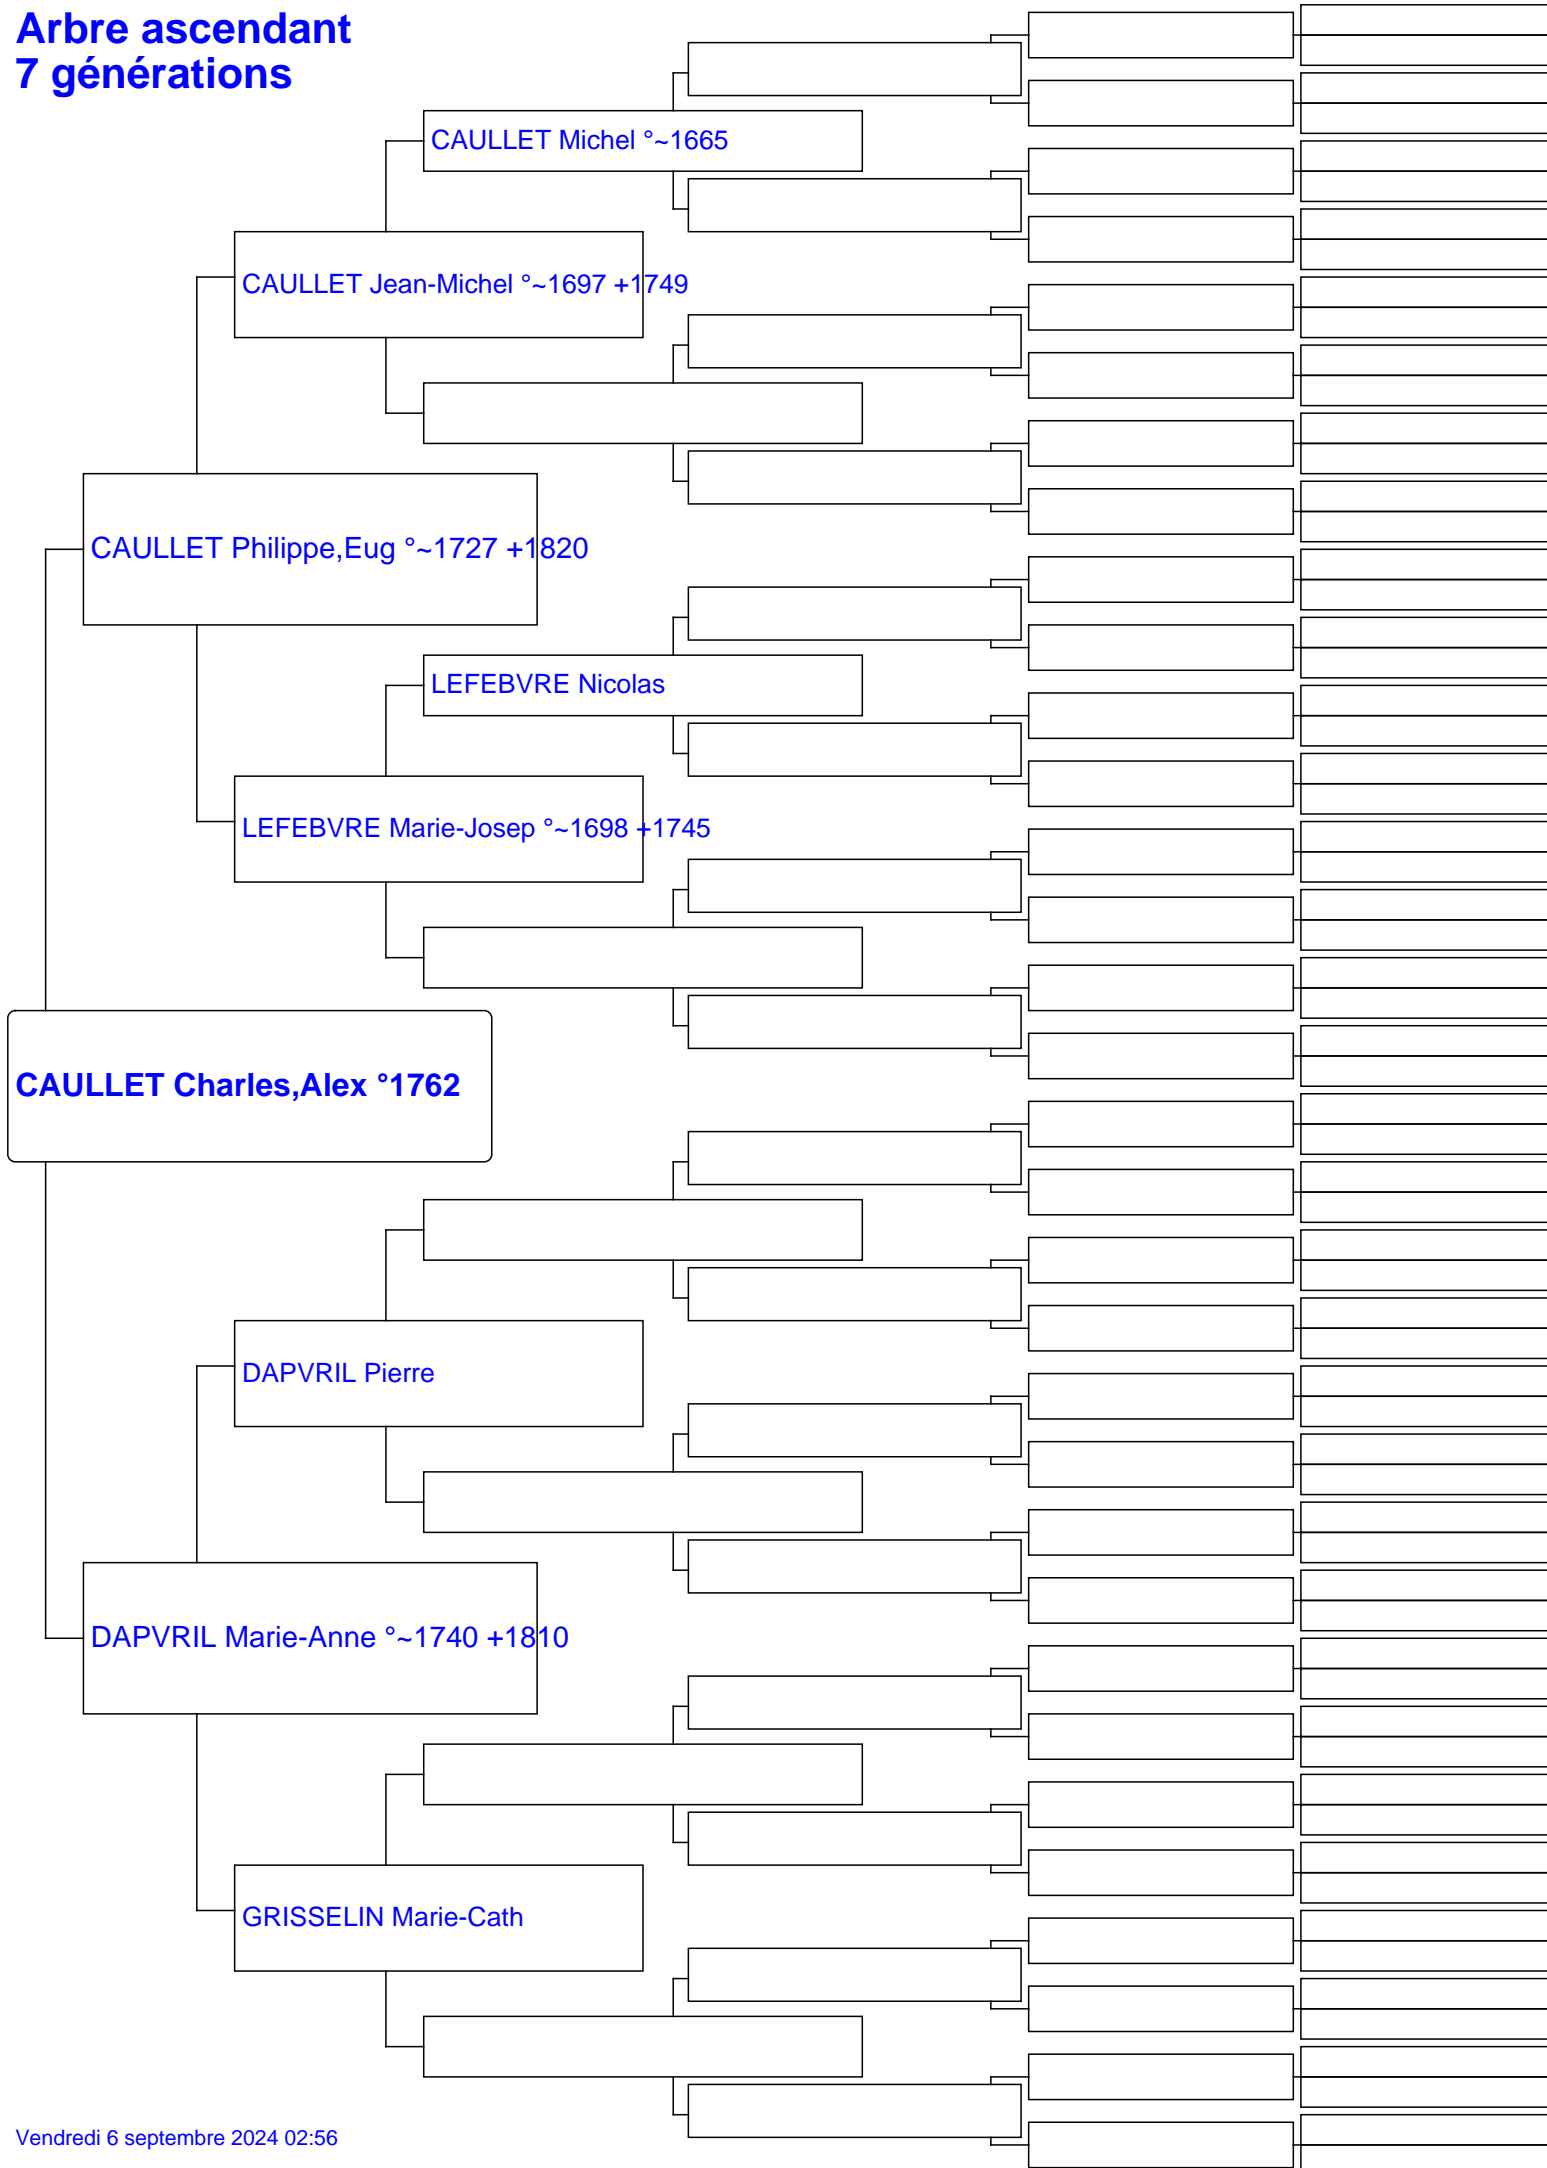 Arbre ascendant
7 générations
CAULLET Michel °~1665
CAULLET Jean-Michel °~1697 +1749
CAULLET Philippe,Eug °~1727 +1820
LEFEBVRE Nicolas
LEFEBVRE Marie-Josep °~1698 +1745
CAULLET Charles,Alex °1762
DAPVRIL Pierre
DAPVRIL Marie-Anne °~1740 +1810
GRISSELIN Marie-Cath
Vendredi 6 septembre 2024 02:56